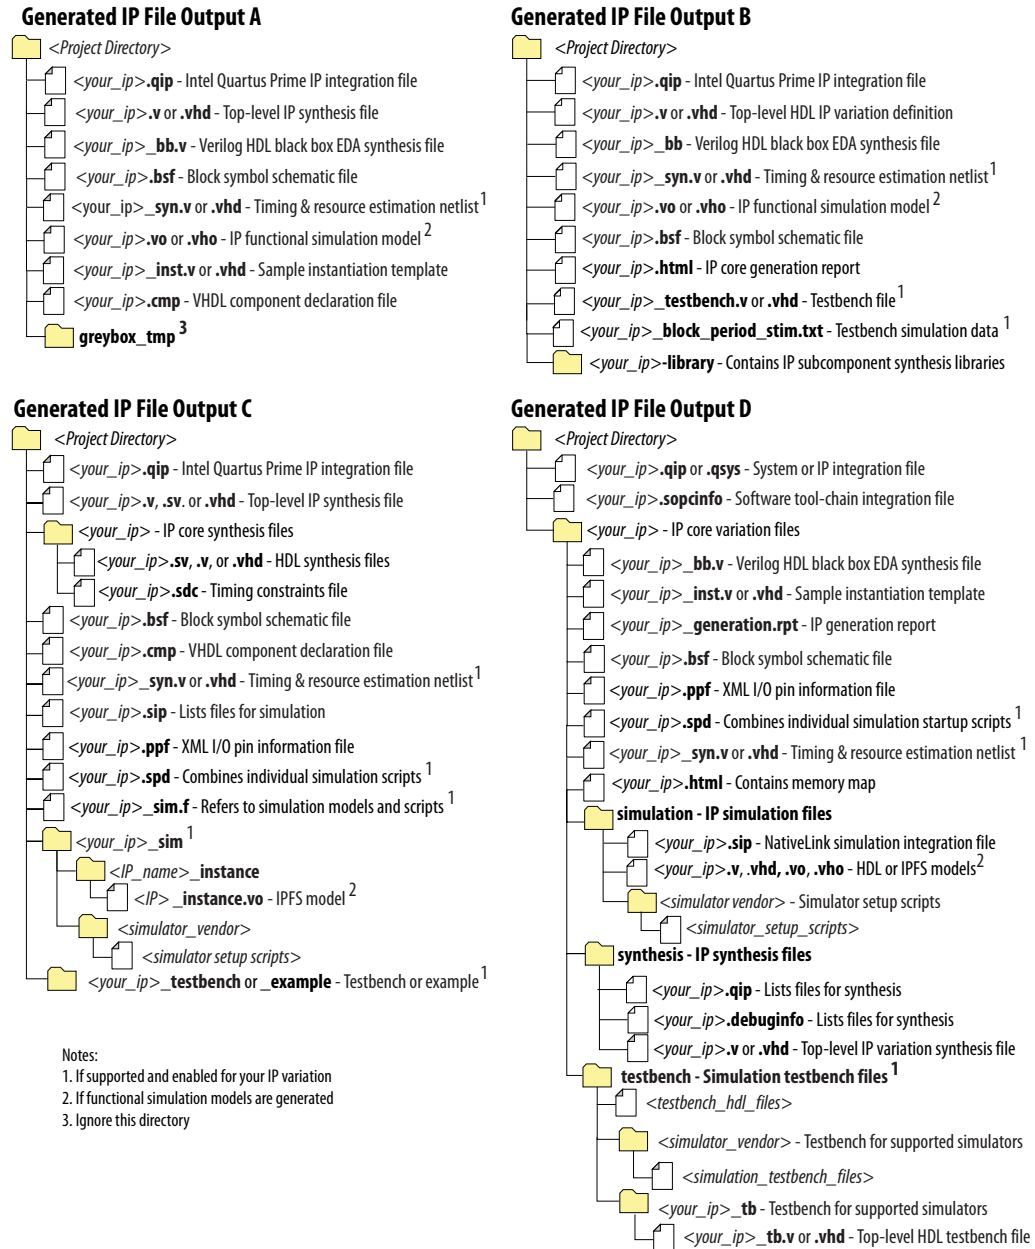 Generated IP File Output A
<Project Directory>
<your_ip>.qip - Intel Quartus Prime IP integration file
<your_ip>.v or .vhd - Top-level IP synthesis file
<your_ip>_bb.v - Verilog HDL black box EDA synthesis file
<your_ip>.bsf - Block symbol schematic file
<your_ip>_syn.v or .vhd - Timing & resource estimation netlist 1
<your_ip>.vo or .vho - IP functional simulation model 2
<your_ip>_inst.v or .vhd - Sample instantiation template
<your_ip>.cmp - VHDL component declaration file
greybox_tmp 3
Generated IP File Output B
<Project Directory>
<your_ip>.qip - Intel Quartus Prime IP integration file
<your_ip>.v or .vhd - Top-level HDL IP variation definition
<your_ip>_bb - Verilog HDL black box EDA synthesis file
<your_ip>_syn.v or .vhd - Timing & resource estimation netlist 1
<your_ip>.vo or .vho - IP functional simulation model 2
<your_ip>.bsf - Block symbol schematic file
<your_ip>.html - IP core generation report
<your_ip>_testbench.v or .vhd - Testbench file 1
<your_ip>_block_period_stim.txt - Testbench simulation data 1
<your_ip>-library - Contains IP subcomponent synthesis libraries
Generated IP File Output C
<Project Directory>
<your_ip>.qip - Intel Quartus Prime IP integration file
<your_ip>.v, .sv. or .vhd - Top-level IP synthesis file
<your_ip> - IP core synthesis files
<your_ip>.sv, .v, or .vhd - HDL synthesis files
<your_ip>.sdc - Timing constraints file
<your_ip>.bsf - Block symbol schematic file
<your_ip>.cmp - VHDL component declaration file
<your_ip>_syn.v or .vhd - Timing & resource estimation netlist 1
<your_ip>.sip - Lists files for simulation
<your_ip>.ppf - XML I/O pin information file
<your_ip>.spd - Combines individual simulation scripts 1
<your_ip>_sim.f - Refers to simulation models and scripts 1
<your_ip>_sim 1
<IP_name>_instance
<IP>_instance.vo - IPFS model 2
<simulator_vendor>
<simulator setup scripts>
<your_ip>_testbench or _example - Testbench or example 1
Notes:
1. If supported and enabled for your IP variation
2. If functional simulation models are generated
3. Ignore this directory
Generated IP File Output D
<Project Directory>
<your_ip>.qip or .qsys - System or IP integration file
<your_ip>.sopcinfo - Software tool-chain integration file
<your_ip> - IP core variation files
<your_ip>_bb.v - Verilog HDL black box EDA synthesis file
<your_ip>_inst.v or .vhd - Sample instantiation template
<your_ip>_generation.rpt - IP generation report
<your_ip>.bsf - Block symbol schematic file
<your_ip>.ppf - XML I/O pin information file
<your_ip>.spd - Combines individual simulation startup scripts 1
<your_ip>_syn.v or .vhd - Timing & resource estimation netlist 1
<your_ip>.html - Contains memory map
simulation - IP simulation files
<your_ip>.sip - NativeLink simulation integration file
<your_ip>.v, .vhd, .vo, .vho - HDL or IPFS models 2
<simulator vendor> - Simulator setup scripts
<simulator_setup_scripts>
synthesis - IP synthesis files
<your_ip>.qip - Lists files for synthesis
<your_ip>.debuginfo - Lists files for synthesis
<your_ip>.v or .vhd - Top-level IP variation synthesis file
testbench - Simulation testbench files 1
<testbench_hdl_files>
<simulator_vendor> - Testbench for supported simulators
<simulation_testbench_files>
<your_ip>_tb - Testbench for supported simulators
<your_ip>_tb.v or .vhd - Top-level HDL testbench file